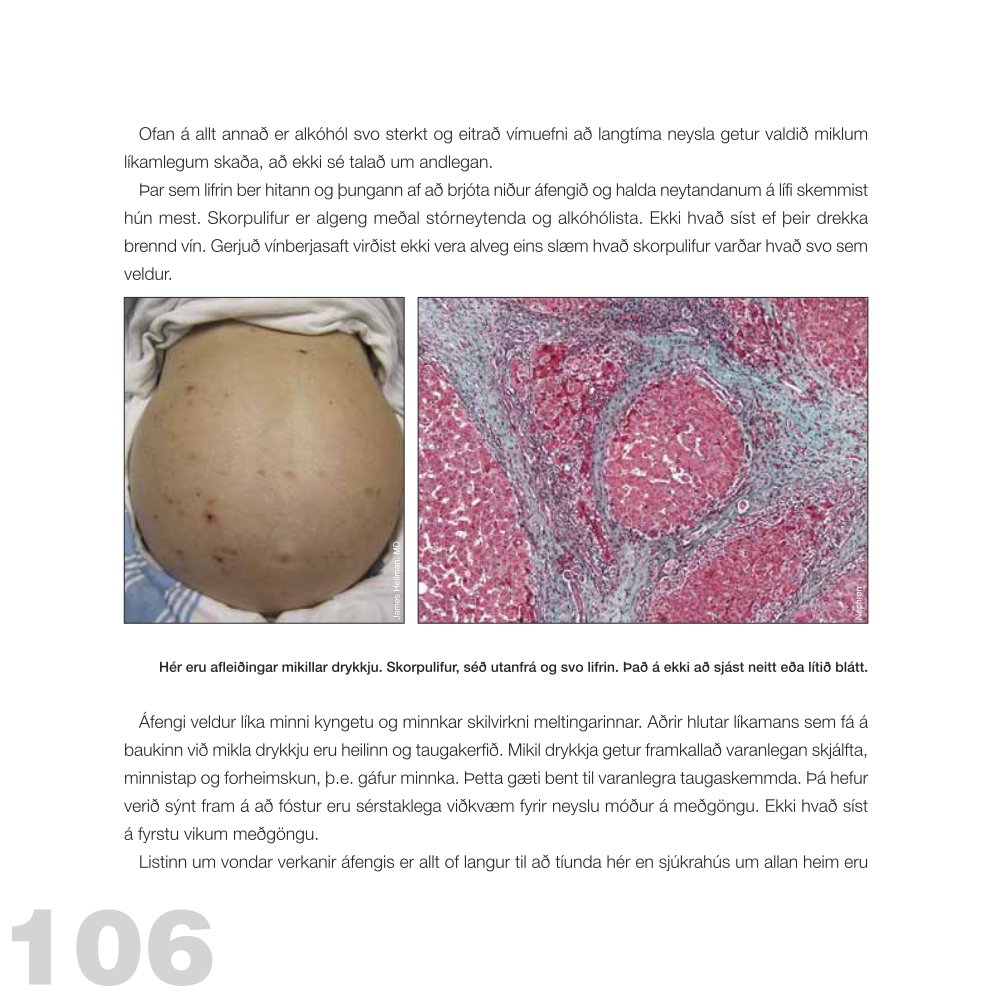 Ofan á allt annað er alkóhól svo sterkt og eitrað vímuefni að langtíma neysla getur valdið miklum
líkamlegum skaða, að ekki sé talað um andlegan.
Þar sem lifrin ber hitann og þungann af að brjóta niður áfengið og halda neytandanum á lífi skemmist
hún mest. Skorpulifur er algeng meðal stórneytenda og alkóhólista. Ekki hvað síst ef þeir drekka
brennd vín. Gerjuð vínberjasaft virðist ekki vera alveg eins slæm hvað skorpulifur varðar hvað svo sem
veldur.
James Heilman, MD
Nephron
Hér eru afleiðingar mikillar drykkju. Skorpulifur, séð utanfrá og svo lifrin. Það á ekki að sjást neitt eða lítið blátt.
Áfengi veldur líka minni kyngetu og minnkar skilvirkni meltingarinnar. Aðrir hlutar líkamans sem fá á
baukinn við mikla drykkju eru heilinn og taugakerfið. Mikil drykkja getur framkallað varanlegan skjálfta,
minnistap og forheimskun, þ.e. gáfur minnka. Þetta gæti bent til varanlegra taugaskemmda. Þá hefur
verið sýnt fram á að fóstur eru sérstaklega viðkvæm fyrir neyslu móður á meðgöngu. Ekki hvað síst
á fyrstu vikum meðgöngu.
Listinn um vondar verkanir áfengis er allt of langur til að tíunda hér en sjúkrahús um allan heim eru
106